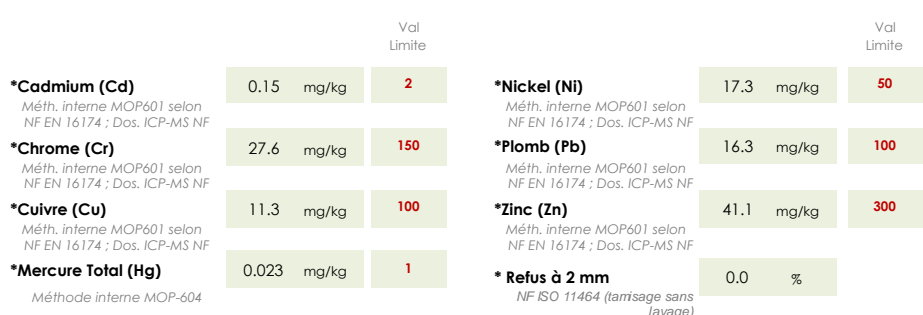 Val
Limite
*Cadmium (Cd) 0.15 mg/kg 2
Méth. interne MOP601 selon
NF EN 16174 ; Dos. ICP-MS NF
*Chrome (Cr) 27.6 mg/kg 150
Méth. interne MOP601 selon
NF EN 16174 ; Dos. ICP-MS NF
*Cuivre (Cu) 11.3 mg/kg 100
Méth. interne MOP601 selon
NF EN 16174 ; Dos. ICP-MS NF
*Mercure Total (Hg) 0.023 mg/kg 1
Méthode interne MOP-604
Val
Limite
*Nickel (Ni) 17.3 mg/kg 50
Méth. interne MOP601 selon
NF EN 16174 ; Dos. ICP-MS NF
*Plomb (Pb) 16.3 mg/kg 100
Méth. interne MOP601 selon
NF EN 16174 ; Dos. ICP-MS NF
*Zinc (Zn) 41.1 mg/kg 300
Méth. interne MOP601 selon
NF EN 16174 ; Dos. ICP-MS NF
* Refus à 2 mm 0.0 %
NF ISO 11464 (tamisage sans
lavage)